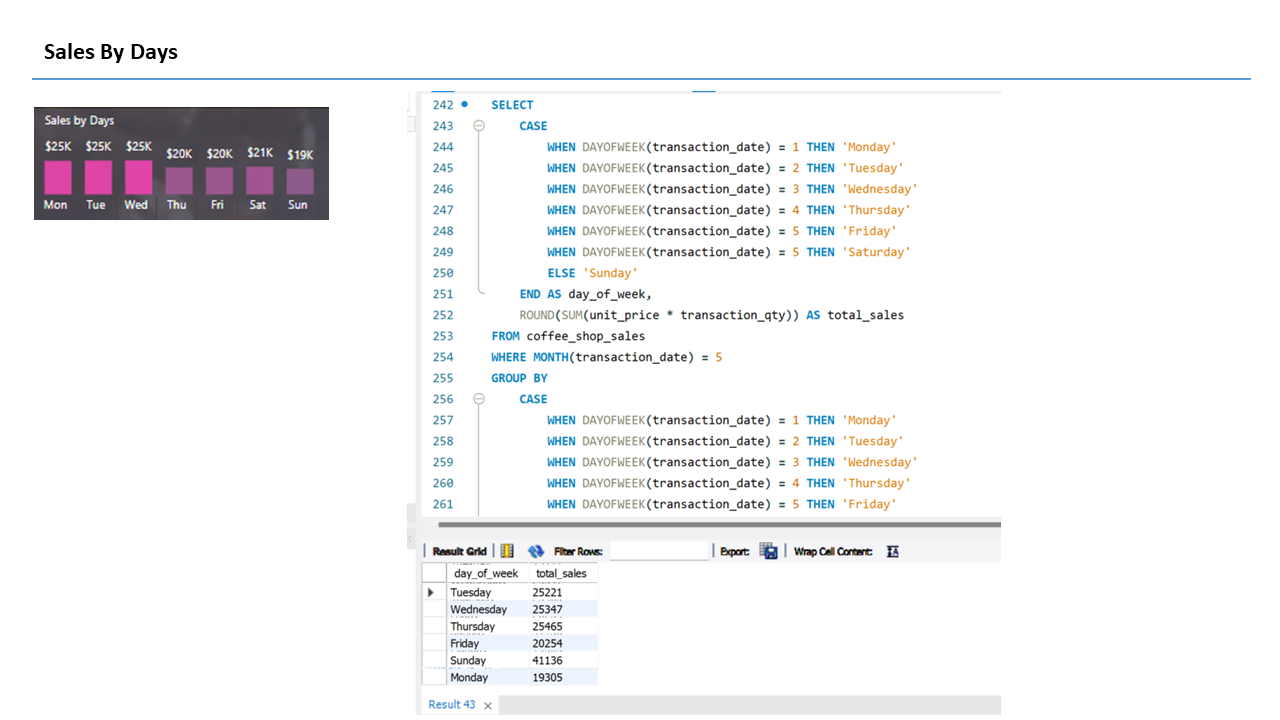 Sales By Days
Sales by Days
$25K $25K $25K $20K $20K $21K $19K
Mon Tue Wed Thu Fri Sat Sun
242 SELECT
243 CASE
244 WHEN DAYOFWEEK(transaction_date) = 1 THEN 'Monday'
245 WHEN DAYOFWEEK(transaction_date) = 2 THEN 'Tuesday'
246 WHEN DAYOFWEEK(transaction_date) = 3 THEN 'Wednesday'
247 WHEN DAYOFWEEK(transaction_date) = 4 THEN 'Thursday'
248 WHEN DAYOFWEEK(transaction_date) = 5 THEN 'Friday'
249 WHEN DAYOFWEEK(transaction_date) = 5 THEN 'Saturday'
250 ELSE 'Sunday'
251 END AS day_of_week,
252 ROUND(SUM(unit_price * transaction_qty)) AS total_sales
253 FROM coffee_shop_sales
254 WHERE MONTH(transaction_date) = 5
255 GROUP BY
256 CASE
257 WHEN DAYOFWEEK(transaction_date) = 1 THEN 'Monday'
258 WHEN DAYOFWEEK(transaction_date) = 2 THEN 'Tuesday'
259 WHEN DAYOFWEEK(transaction_date) = 3 THEN 'Wednesday'
260 WHEN DAYOFWEEK(transaction_date) = 4 THEN 'Thursday'
261 WHEN DAYOFWEEK(transaction_date) = 5 THEN 'Friday'
Result Grid Filter Rows: Export: Wrap Cell Content:
day_of_week total_sales
Tuesday 25221
Wednesday 25347
Thursday 25465
Friday 20254
Sunday 41136
Monday 19305
Result 43